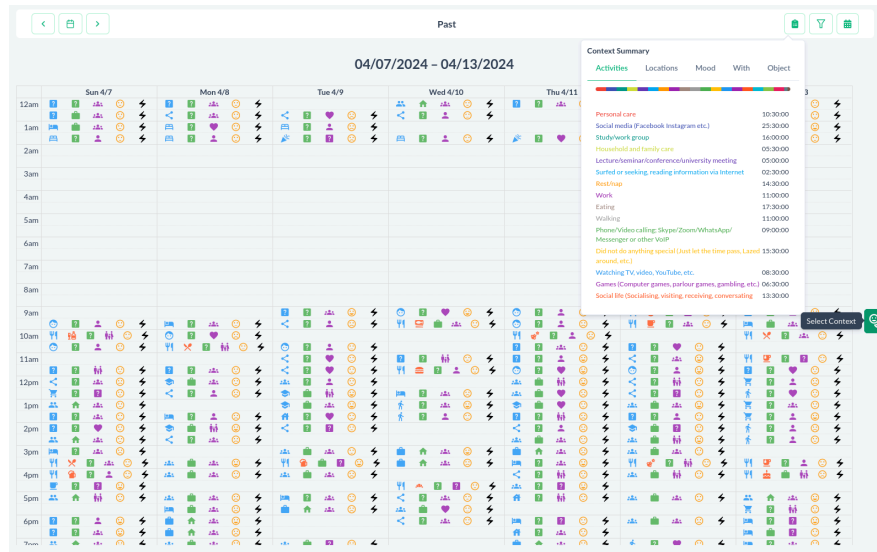 Past
Context Summary
Activities Locations Mood With Object
04/07/2024 – 04/13/2024
Sun 4/7 Mon 4/8 Tue 4/9 Wed 4/10 Thu 4/11 3
12am
1am
2am
3am
4am
5am
6am
7am
8am
9am
10am
11am
12pm
1pm
2pm
3pm
4pm
5pm
6pm
7pm
Personal care 10:30:00
Social media (Facebook Instagram etc.) 25:30:00
Study/work group 16:00:00
Household and family care 05:30:00
Lecture/seminar/conference/university meeting 05:00:00
Surfed or seeking, reading information via Internet 02:30:00
Rest/nap 14:30:00
Work 11:00:00
Eating 17:30:00
Walking 11:00:00
Phone/Video calling; Skype/Zoom/WhatsApp/ 09:00:00
Messenger or other VoIP
Did not do anything special (Just let the time pass, Lazed 15:30:00
around, etc.)
Watching TV, video, YouTube, etc. 08:30:00
Games (Computer games, parlour games, gambling, etc.) 06:30:00
Social life (Socialising, visiting, receiving, conversating 13:30:00
Select Context